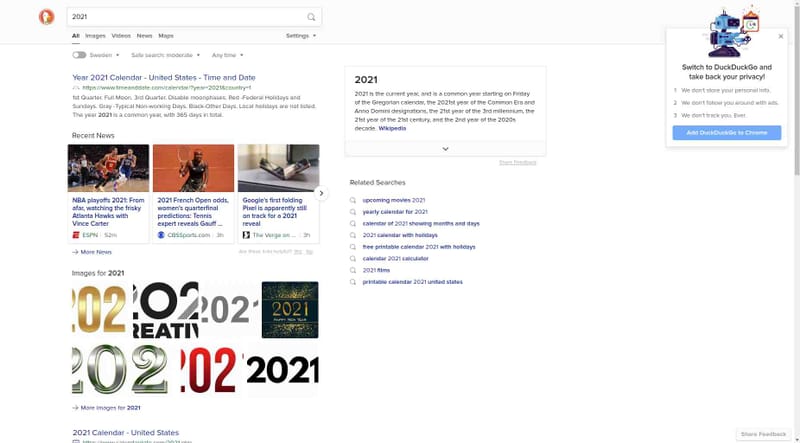 2021
All Images Videos News Maps Settings
Sweden Safe search: moderate Any time
Year 2021 Calendar - United States - Time and Date
https://www.timeanddate.com/calendar/?year=2021&country=1
1st Quarter. Full Moon. 3rd Quarter. Disable moonphases. Red -Federal Holidays and
Sundays. Gray -Typical Non-working Days. Black-Other Days. Local holidays are not listed.
The year 2021 is a common year, with 365 days in total.
Recent News
NBA playoffs 2021: From
afar, watching the frisky
Atlanta Hawks with
Vince Carter
ESPN 52m
2021 French Open odds,
women's quarterfinal
predictions: Tennis
expert reveals Gauff ...
CBSSports.com 3h
Google's first folding
Pixel is apparently still
on track for a 2021
reveal
The Verge on ... 3h
More News
Are these links helpful? Yes No
Images for 2021
202
202
CREATIV
202
2021
HAPPY NEW YEAR
202
202
2021
More Images for 2021
2021 Calendar - United States
2021
2021 is the current year, and is a common year starting on Friday
of the Gregorian calendar, the 2021st year of the Common Era and
Anno Domini designations, the 21st year of the 3rd millennium, the
21st year of the 21st century, and the 2nd year of the 2020s
decade. Wikipedia
Share Feedback
Related Searches
upcoming movies 2021
yearly calendar for 2021
calendar of 2021 showing months and days
2021 calendar with holidays
free printable calendar 2021 with holidays
calendar 2021 calculator
2021 films
printable calendar 2021 united states
Switch to DuckDuckGo and
take back your privacy!
1 We don't store your personal info.
2 We don't follow you around with ads.
3 We don't track you. Ever.
Add DuckDuckGo to Chrome
Share Feedback